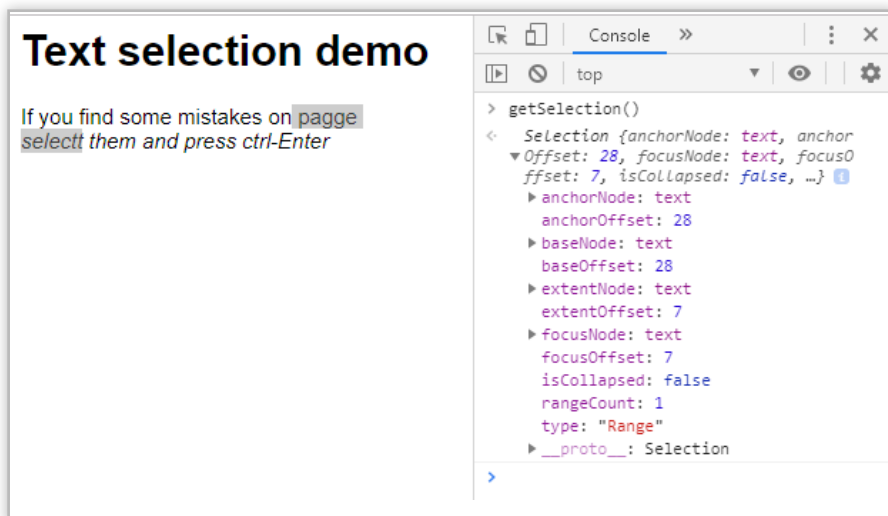 Text selection demo
If you find some mistakes on pagge
selectt them and press ctrl-Enter
Console »
top
> getSelection()
Selection {anchorNode: text, anchor
Offset: 28, focusNode: text, focusO
ffset: 7, isCollapsed: false, …} i
anchorNode: text
anchorOffset: 28
baseNode: text
baseOffset: 28
extentNode: text
extentOffset: 7
focusNode: text
focusOffset: 7
isCollapsed: false
rangeCount: 1
type: "Range"
__proto__: Selection
>